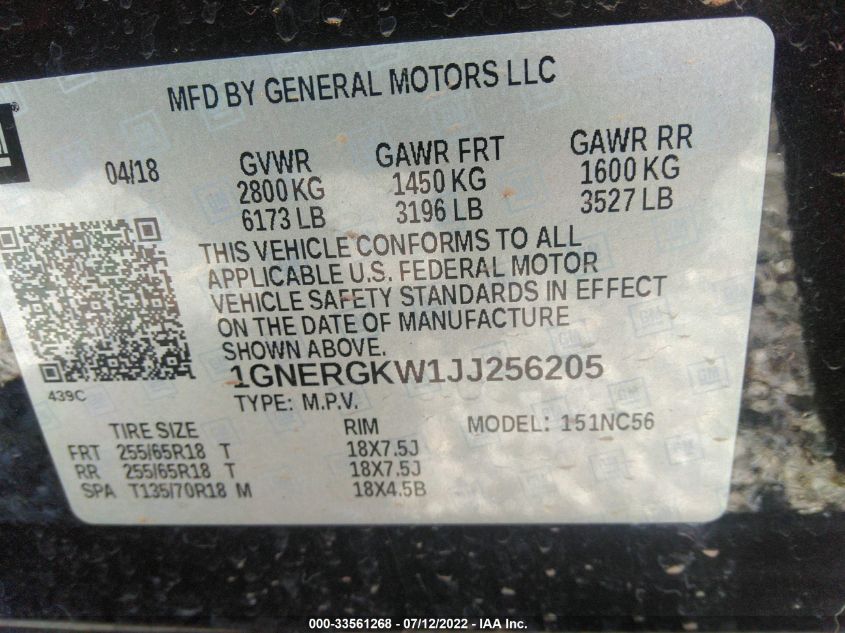 MFD BY GENERAL MOTORS LLC
04/18 GVWR GAWR FRT GAWR RR
2800 KG 1450 KG 1600 KG
6173 LB 3196 LB 3527 LB
THIS VEHICLE CONFORMS TO ALL
APPLICABLE U.S. FEDERAL MOTOR
VEHICLE SAFETY STANDARDS IN EFFECT
ON THE DATE OF MANUFACTURE
SHOWN ABOVE.
439C
1GNERGKW1JJ256205
TYPE: M.P.V.
MODEL: 151NC56
TIRE SIZE RIM
FRT 255/65R18 T 18X7.5J
RR 255/65R18 T 18X7.5J
SPA T135/70R18 M 18X4.5B
000-33561268 - 07/12/2022 - IAA Inc.